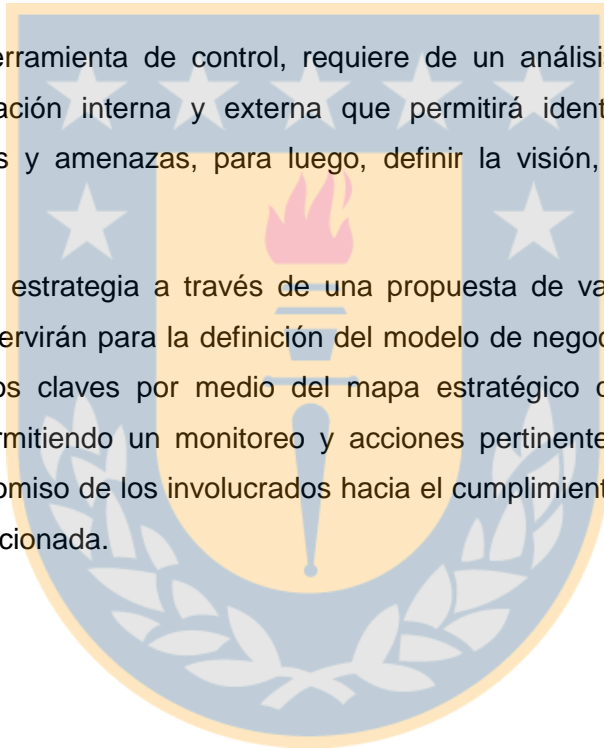 erramienta de control, requiere de un análisis
ación interna y externa que permitirá ident
s y amenazas, para luego, definir la visión,
estrategia a través de una propuesta de va
ervirán para la definición del modelo de negoc
os claves por medio del mapa estratégico
rmitiendo un monitoreo y acciones pertinente
omiso de los involucrados hacia el cumplimient
cionada.